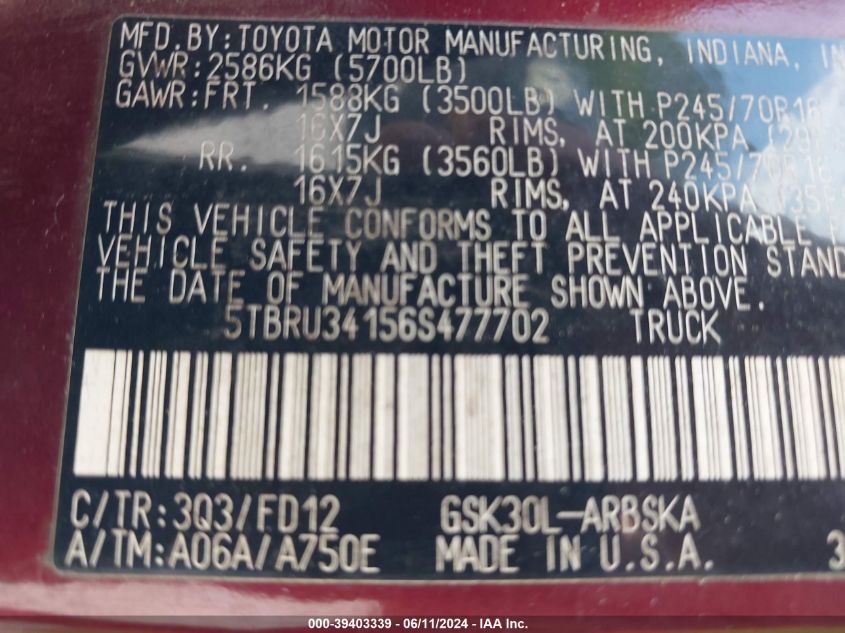 MFD.BY:TOYOTA MOTOR MANUFACTURING, INDIANA,
GVWR:2586KG (5700LB)
GAWR:FRT. 1588KG (3500LB) WITH P245/70R16
16X7J RIMS, AT 200KPA
RR. 1615KG (3560LB) WITH P245/70R16
16X7J RIMS, AT 240KPA
THIS VEHICLE CONFORMS TO ALL APPLICABLE
VEHICLE SAFETY AND THEFT PREVENTION
THE DATE OF MANUFACTURE SHOWN ABOVE.
5TBRU34156S477702 TRUCK
C/TR:3Q3/FD12 GSK30L-ARBSKA
A/TM:A06A/A750E MADE IN U.S.A.
000-39403339 - 06/11/2024 - IAA Inc.